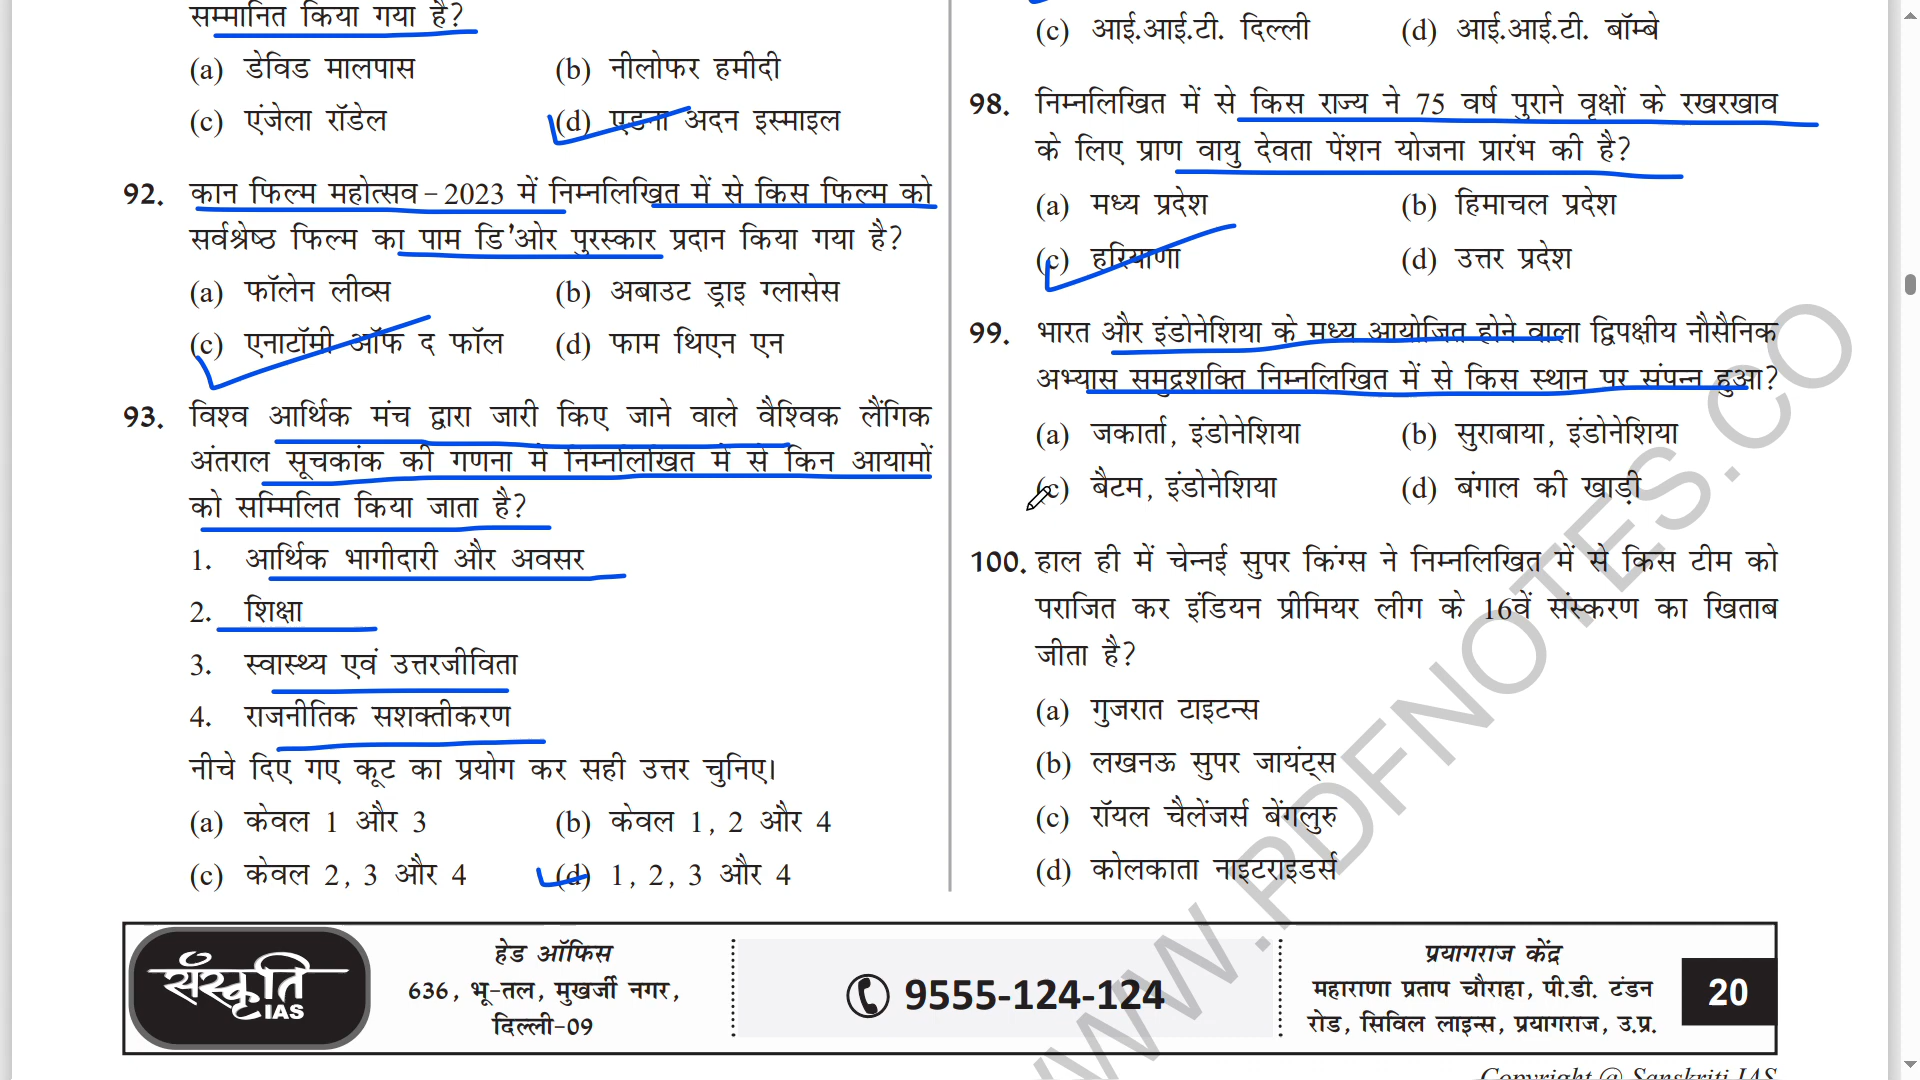 सम्मानित किया गया है?
(a) डेविड मालपास (b) नीलोफर हमीदी
(c) एंजेला रॉडेल (d) एडना अदन इस्माइल
92. कान फिल्म महोत्सव–2023 में निम्नलिखित में से किस फिल्म को
सर्वश्रेष्ठ फिल्म का पाम डि'ओर पुरस्कार प्रदान किया गया है?
(a) फॉलेन लीव्स (b) अबाउट ड्राइ ग्लासेस
(c) एनाटॉमी ऑफ द फॉल (d) फाम थिएन एन
93. विश्व आर्थिक मंच द्वारा जारी किए जाने वाले वैश्विक लैंगिक
अंतराल सूचकांक की गणना में निम्नलिखित में से किन आयामों
को सम्मिलित किया जाता है?
1. आर्थिक भागीदारी और अवसर
2. शिक्षा
3. स्वास्थ्य एवं उत्तरजीविता
4. राजनीतिक सशक्तीकरण
नीचे दिए गए कूट का प्रयोग कर सही उत्तर चुनिए।
(a) केवल 1 और 3 (b) केवल 1, 2 और 4
(c) केवल 2, 3 और 4 (d) 1, 2, 3 और 4
(c) आई.आई.टी. दिल्ली (d) आई.आई.टी. बॉम्बे
98. निम्नलिखित में से किस राज्य ने 75 वर्ष पुराने वृक्षों के रखरखाव
के लिए प्राण वायु देवता पेंशन योजना प्रारंभ की है?
(a) मध्य प्रदेश (b) हिमाचल प्रदेश
(c) हरियाणा (d) उत्तर प्रदेश
99. भारत और इंडोनेशिया के मध्य आयोजित होने वाला द्विपक्षीय नौसैनिक
अभ्यास समुद्रशक्ति निम्नलिखित में से किस स्थान पर संपन्न हुआ?
(a) जकार्ता, इंडोनेशिया (b) सुराबाया, इंडोनेशिया
(c) बैटम, इंडोनेशिया (d) बंगाल की खाड़ी
100. हाल ही में चेन्नई सुपर किंग्स ने निम्नलिखित में से किस टीम को
पराजित कर इंडियन प्रीमियर लीग के 16वें संस्करण का खिताब
जीता है?
(a) गुजरात टाइटन्स
(b) लखनऊ सुपर जायंट्स
(c) रॉयल चैलेंजर्स बेंगलुरु
(d) कोलकाता नाइटराइडर्स
WWW.PDFNOTES.CO
संस्कृति
IAS
हेड ऑफिस
636, भू-तल, मुखर्जी नगर,
दिल्ली-09
9555-124-124
प्रयागराज केंद्र
महाराणा प्रताप चौराहा, पी.डी. टंडन
रोड, सिविल लाइन्स, प्रयागराज, उ.प्र.
20
Copyright @ Sanskriti IAS